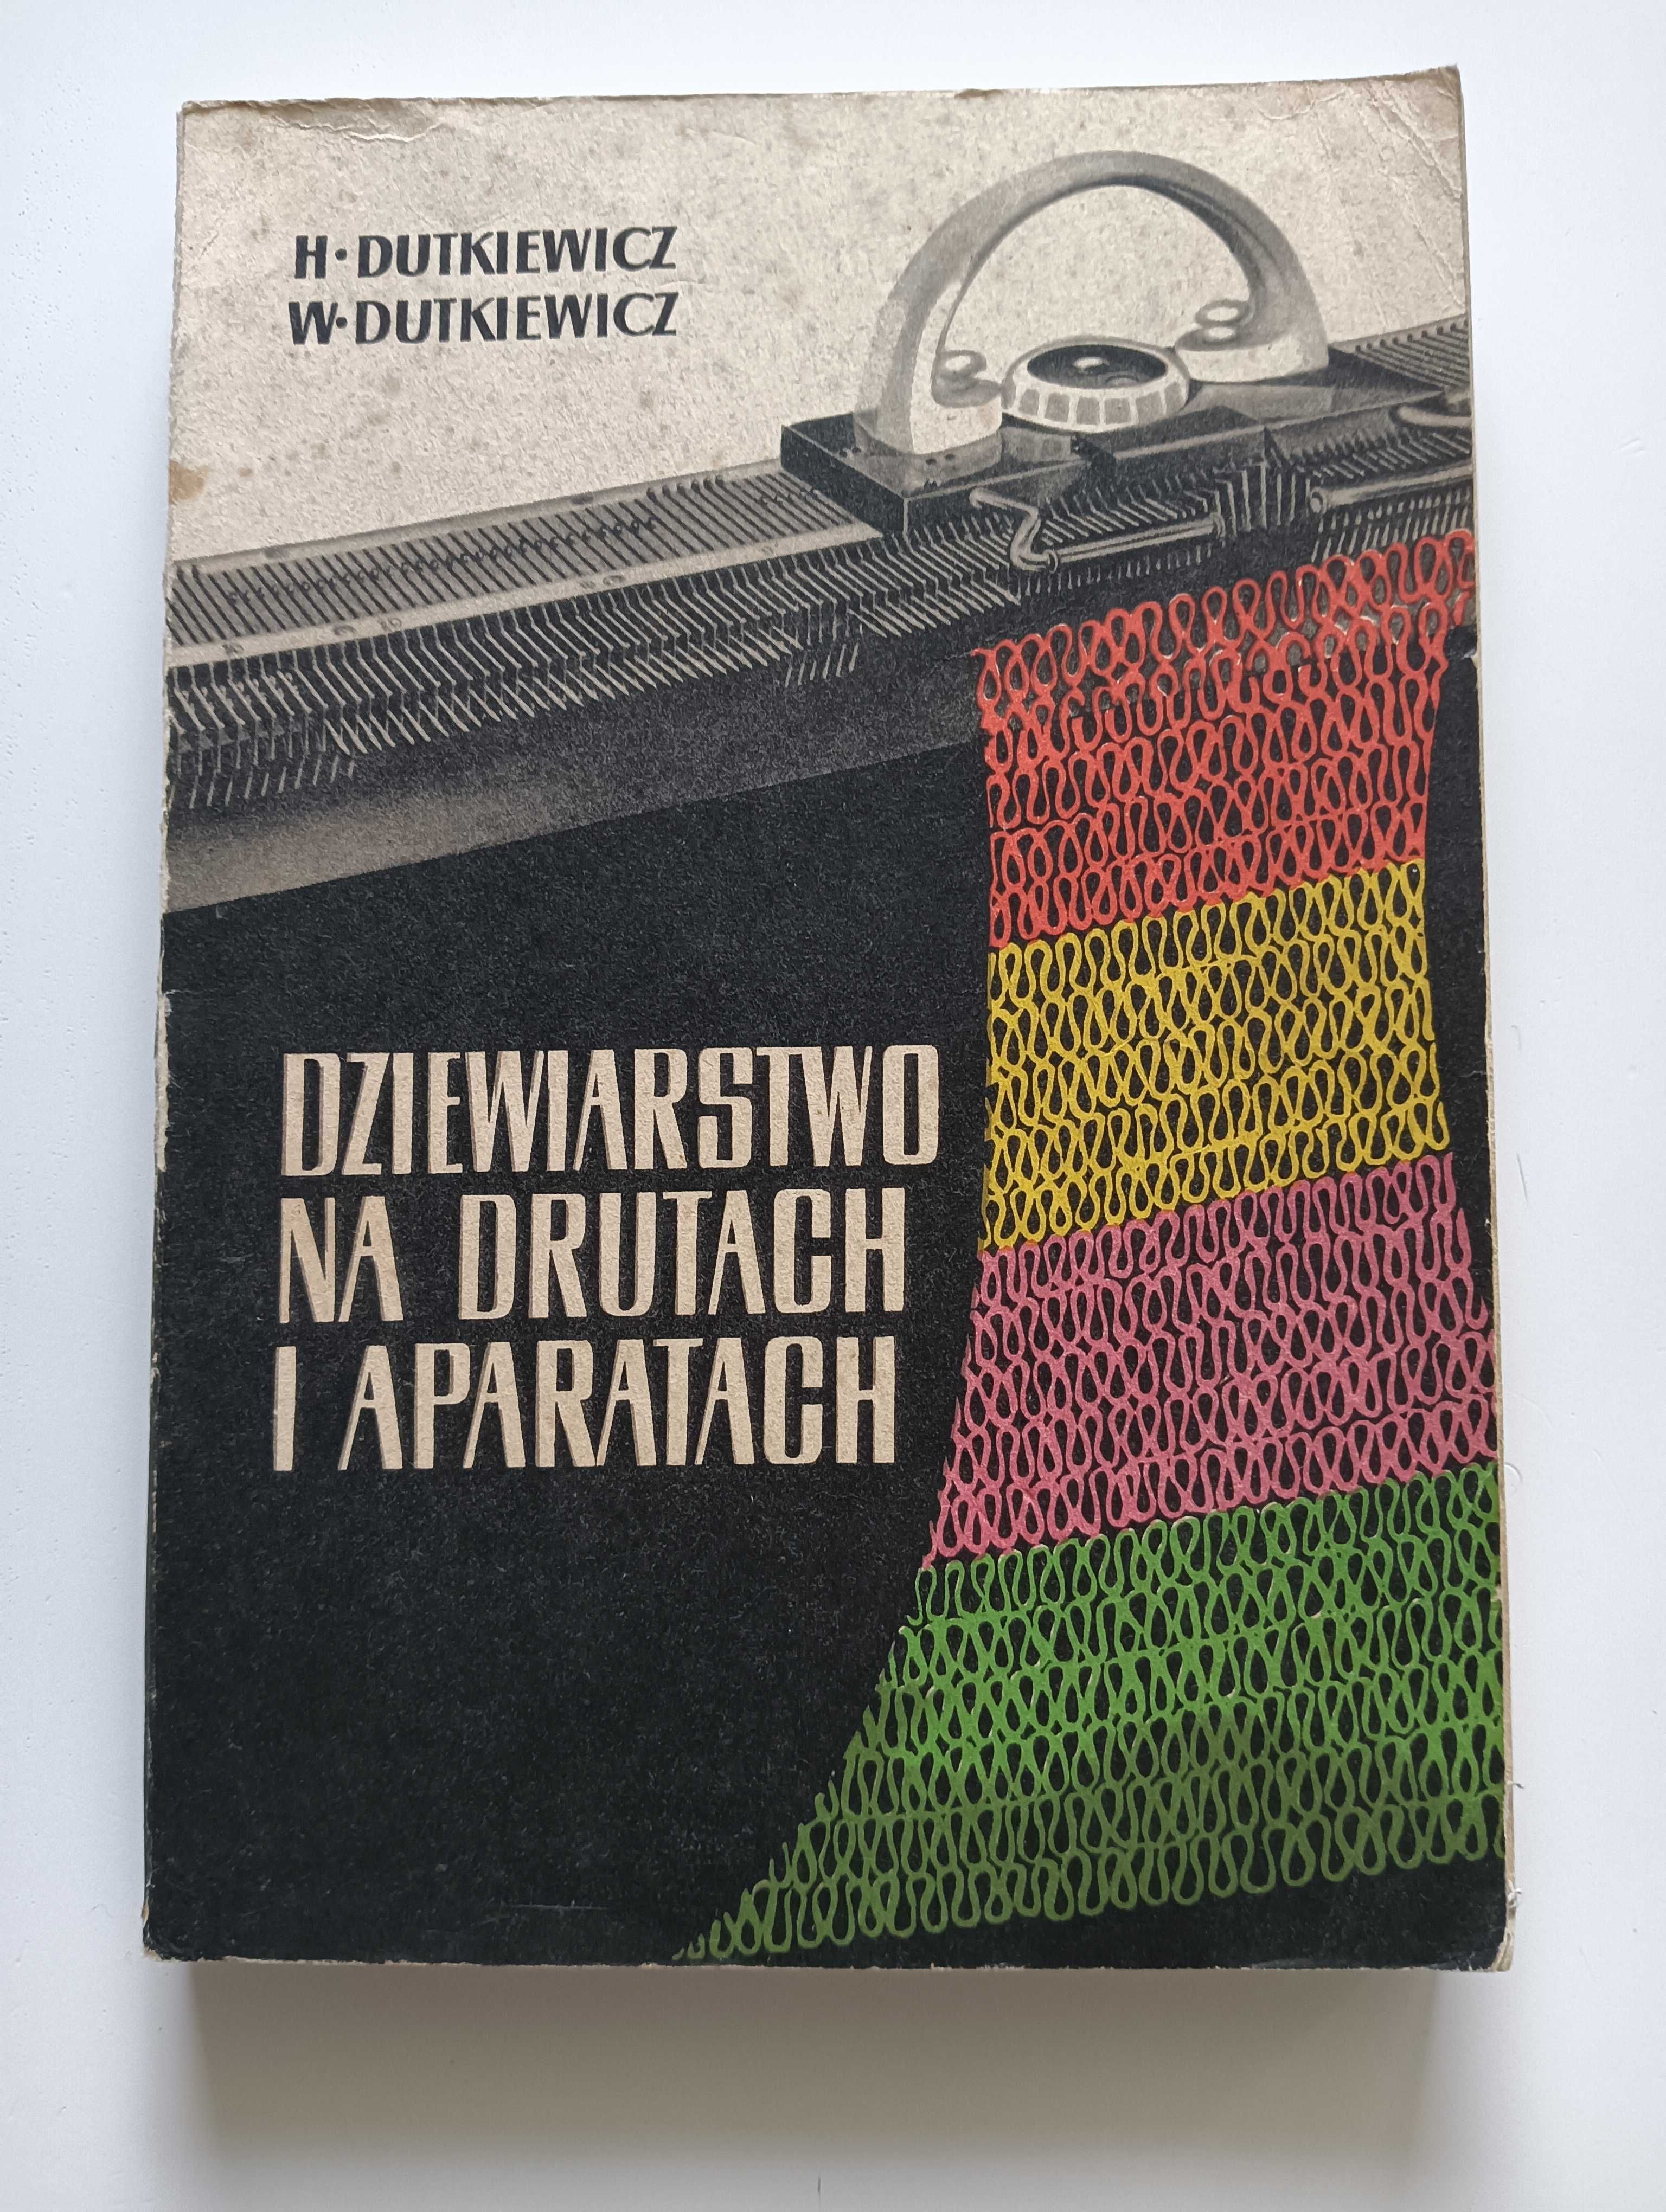 H·DUTKIEWICZ
W·DUTKIEWICZ
DZIEWIARSTWO
NA DRUTACH
I APARATACH